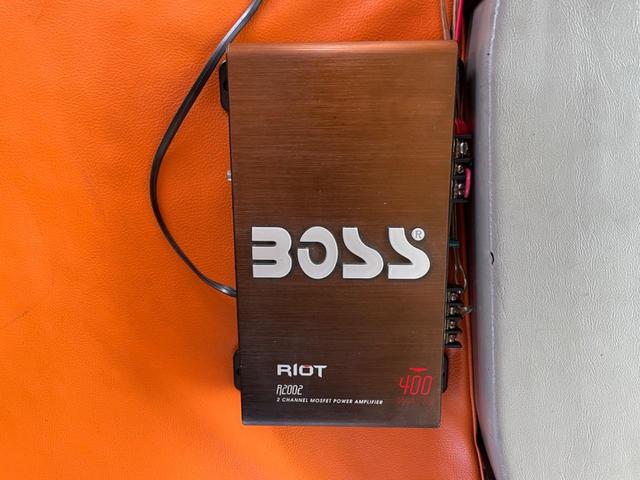 BOSS®
RIOT
R2002
400
2 CHANNEL MOSFET POWER AMPLIFIER